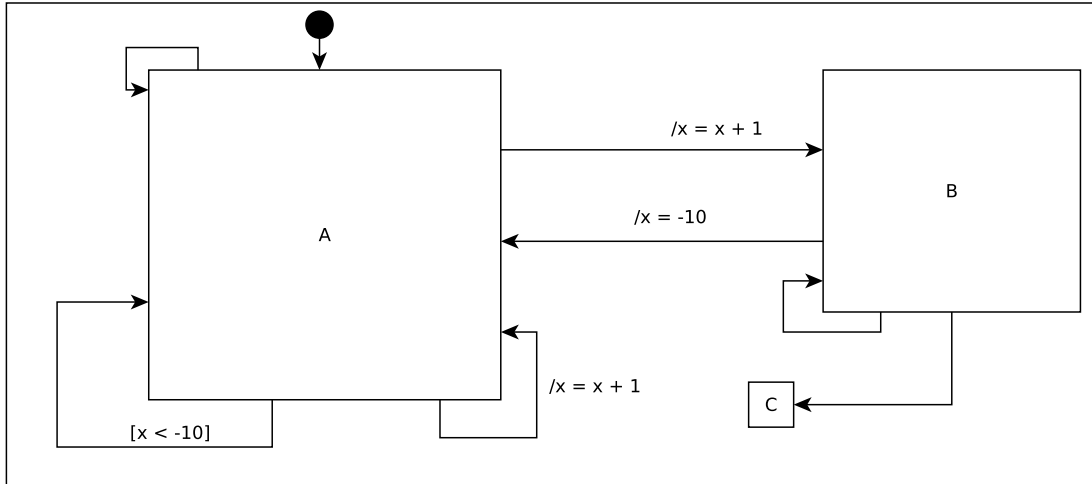 /x = x + 1
B
/x = -10
A
/x = x + 1
C
[x < -10]